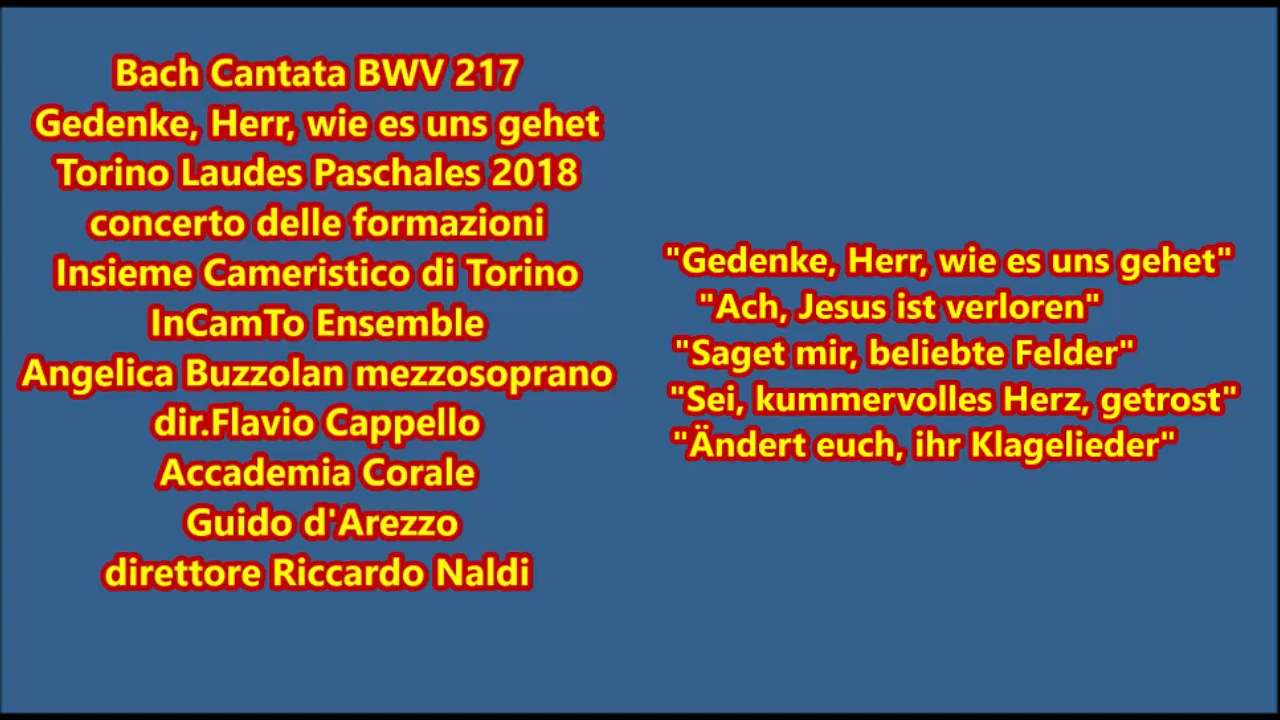 Bach Cantata BWV 217
Gedenke, Herr, wie es uns gehet
Torino Laudes Paschales 2018
concerto delle formazioni
Insieme Cameristico di Torino
InCamTo Ensemble
Angelica Buzzolan mezzosoprano
dir.Flavio Cappello
Accademia Corale
Guido d'Arezzo
direttore Riccardo Naldi
"Gedenke, Herr, wie es uns gehet"
"Ach, Jesus ist verloren"
"Saget mir, beliebte Felder"
"Sei, kummervolles Herz, getrost"
"Ändert euch, ihr Klagelieder"